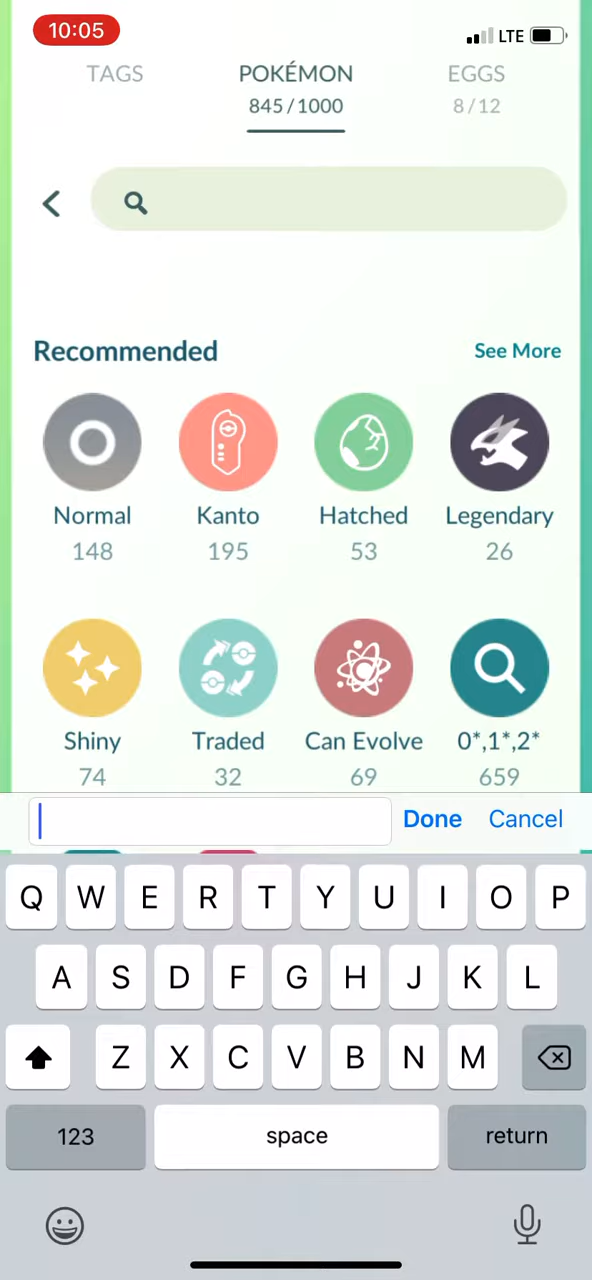 10:05
LTE
TAGS
POKÉMON
EGGS
845/1000
8/12
Recommended
See More
Normal
Kanto
Hatched
Legendary
148
195
53
26
Shiny
Traded
Can Evolve
0*,1*,2*
74
32
69
659
Done
Cancel
Q W E R T Y U I O P
A S D F G H J K L
Z X C V B N M
123
space
return